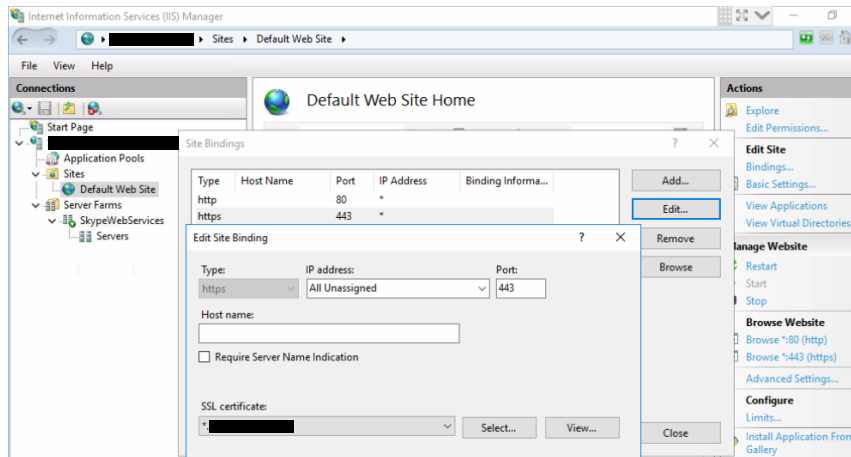 Internet Information Services (IIS) Manager
Sites Default Web Site
File View Help
Connections
Start Page
Application Pools
Sites
Default Web Site
Server Farms
SkypeWebServices
Servers
Default Web Site Home
Site Bindings
Type Host Name Port IP Address Binding Informa...
http 80 *
https 443 *
Add...
Edit...
Remove
Browse
Close
Edit Site Binding
Type: IP address: Port:
https All Unassigned 443
Host name:
Require Server Name Indication
SSL certificate:
*.
Select... View...
Actions
Explore
Edit Permissions...
Edit Site
Bindings...
Basic Settings...
View Applications
View Virtual Directories
Manage Website
Restart
Start
Stop
Browse Website
Browse *:80 (http)
Browse *:443 (https)
Advanced Settings...
Configure
Limits...
Install Application From
Gallery